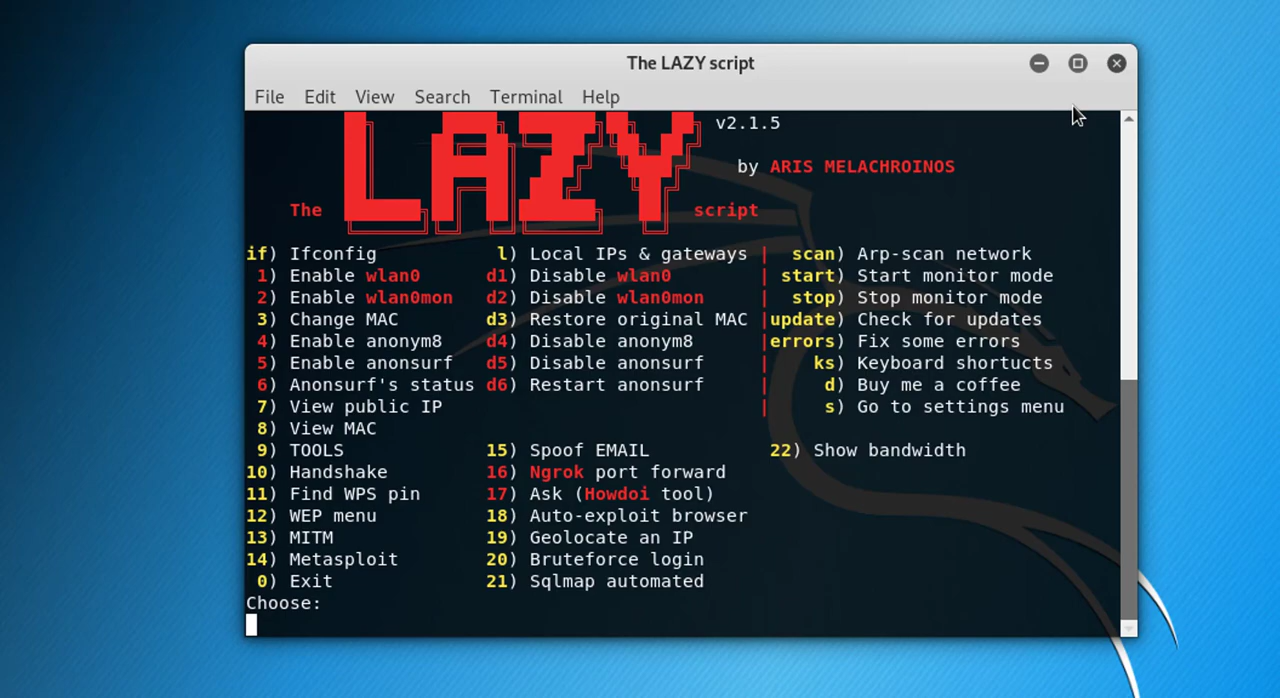 The LAZY script
File Edit View Search Terminal Help
LAZY v2.1.5
by ARIS MELACHROINOS
The script
if) Ifconfig l) Local IPs & gateways | scan) Arp-scan network
1) Enable wlan0 d1) Disable wlan0 | start) Start monitor mode
2) Enable wlan0mon d2) Disable wlan0mon | stop) Stop monitor mode
3) Change MAC d3) Restore original MAC |update) Check for updates
4) Enable anonym8 d4) Disable anonym8 |errors) Fix some errors
5) Enable anonsurf d5) Disable anonsurf | ks) Keyboard shortcuts
6) Anonsurf's status d6) Restart anonsurf | d) Buy me a coffee
7) View public IP | s) Go to settings menu
8) View MAC
9) TOOLS 15) Spoof EMAIL 22) Show bandwidth
10) Handshake 16) Ngrok port forward
11) Find WPS pin 17) Ask (Howdoi tool)
12) WEP menu 18) Auto-exploit browser
13) MITM 19) Geolocate an IP
14) Metasploit 20) Bruteforce login
0) Exit 21) Sqlmap automated
Choose: